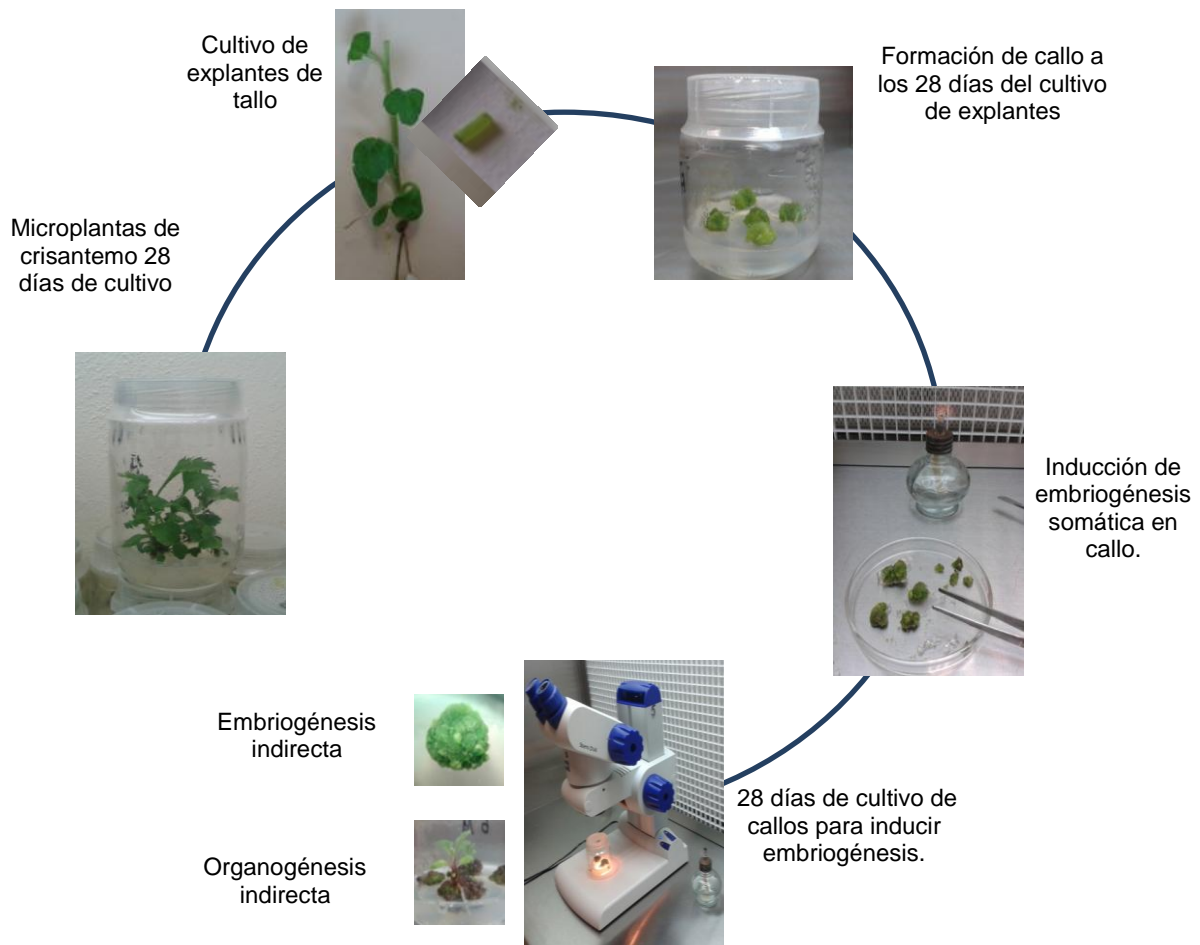 Cultivo de
explantes de
tallo
Formación de callo a
los 28 días del cultivo
de explantes
Microplantas de
crisantemo 28
días de cultivo
Inducción de
embriogénesis
somática en
callo.
Embriogénesis
indirecta
28 días de cultivo de
callos para inducir
embriogénesis.
Organogénesis
indirecta